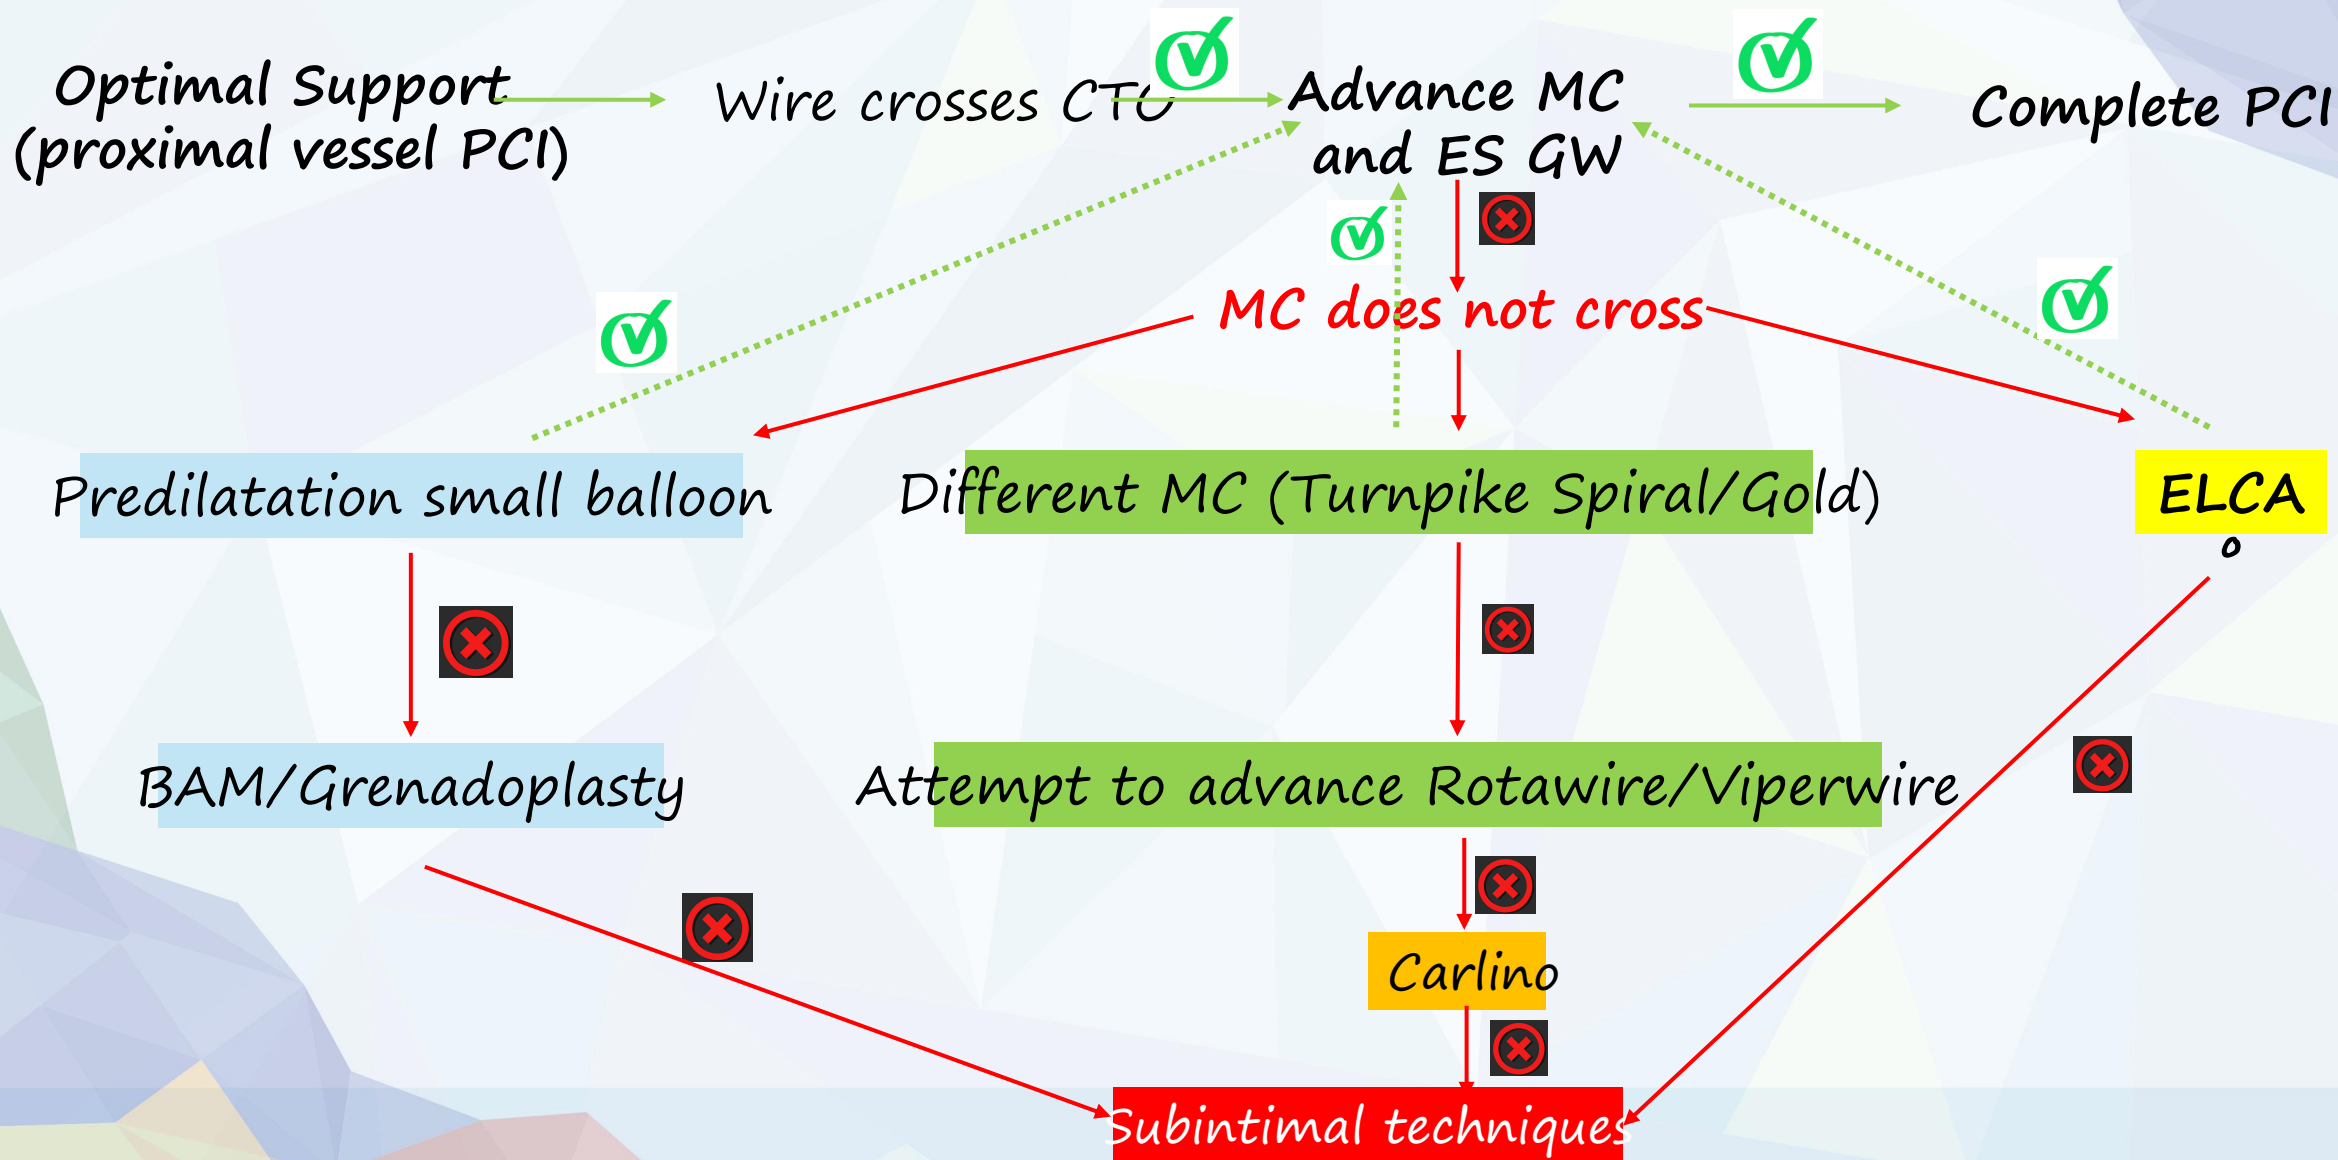 Optimal Support
(proximal vessel PCI)
Wire crosses CTO
Advance MC
and ES GW
Complete PCI
MC does not cross
Predilatation small balloon
Different MC (Turnpike Spiral/Gold)
ELCA
o
BAM/Grenadoplasty
Attempt to advance Rotawire/Viperwire
Carlino
Subintimal techniques